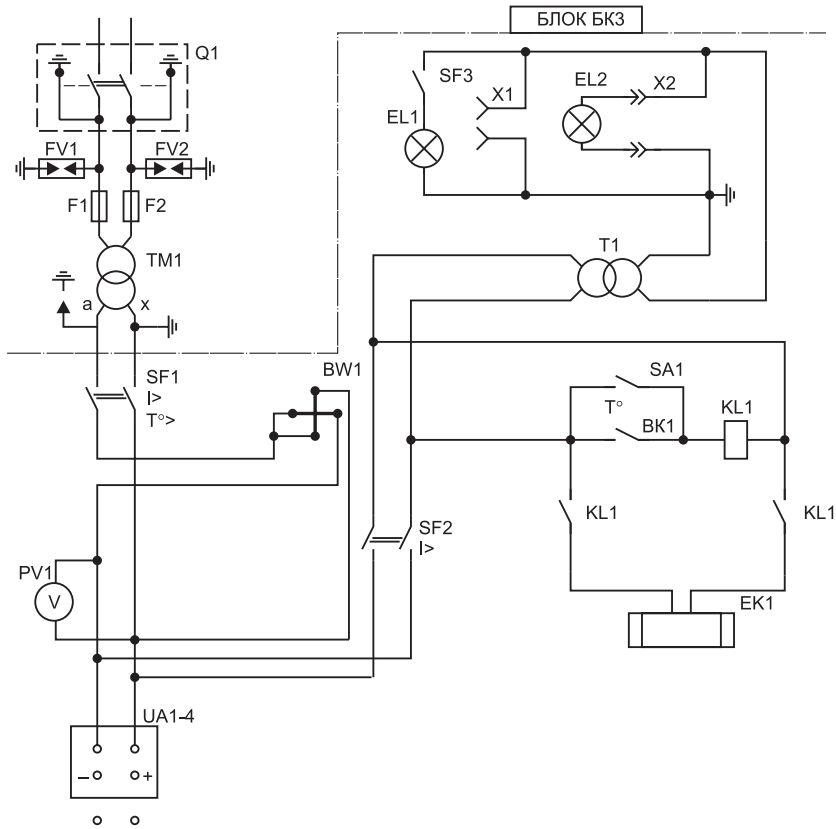 БЛОК БК3
Q1
SF3
X1
EL1
EL2
X2
FV1
FV2
F1
F2
TM1
a
x
T1
SF1
I>
T°>
BW1
SA1
T°
BK1
KL1
KL1
KL1
SF2
I>
PV1
V
EK1
UA1-4
–
+